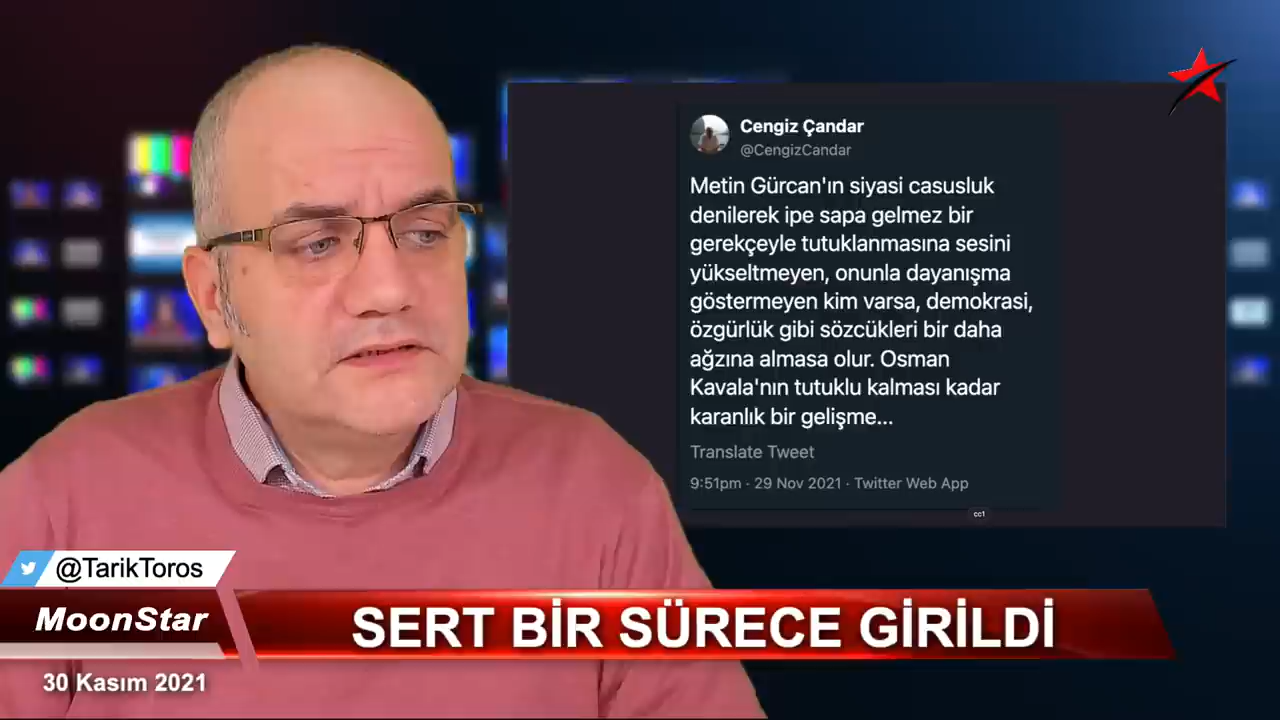 Cengiz Çandar
@CengizCandar
Metin Gürcan'ın siyasi casusluk
denilerek ipe sapa gelmez bir
gerekçeyle tutuklanmasına sesini
yükseltmeyen, onunla dayanışma
göstermeyen kim varsa, demokrasi,
özgürlük gibi sözcükleri bir daha
ağzına almasa olur. Osman
Kavala'nın tutuklu kalması kadar
karanlık bir gelişme...
Translate Tweet
9:51pm · 29 Nov 2021 · Twitter Web App
cc1
@TarikToros
MoonStar
SERT BİR SÜRECE GİRİLDİ
30 Kasım 2021